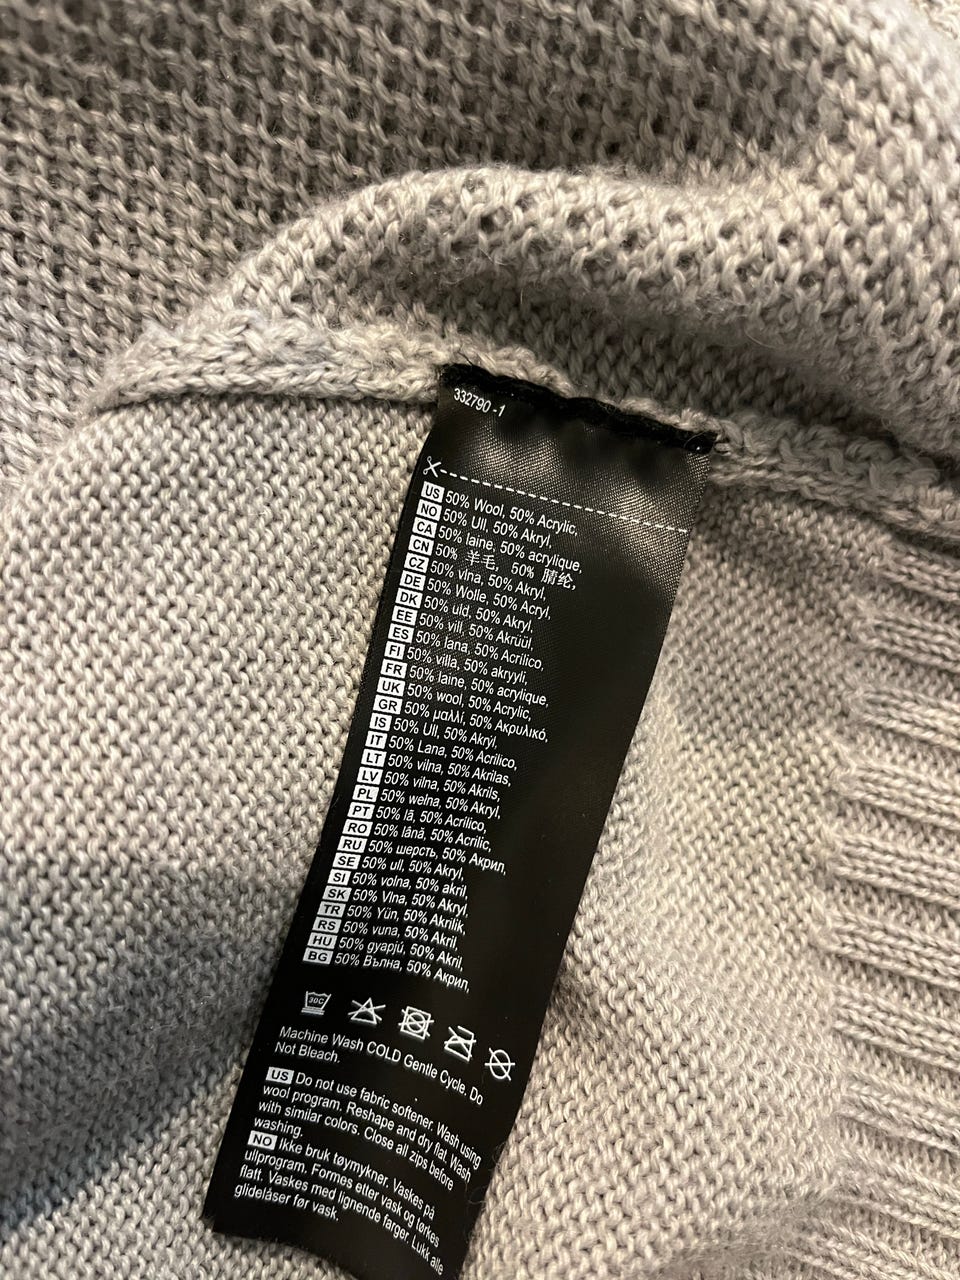 332790 -1
US 50% Wool, 50% Acrylic,
NO 50% Ull, 50% Akryl,
CA 50% laine, 50% acrylique,
CN 50% 羊毛, 50% 腈纶,
CZ 50% vlna, 50% Akryl,
DE 50% Wolle, 50% Acryl,
DK 50% uld, 50% Akryl,
EE 50% vill, 50% Akrüül,
ES 50% lana, 50% Acrilico,
FI 50% villa, 50% akryyli,
FR 50% laine, 50% acrylique,
UK 50% wool, 50% Acrylic,
GR 50% μαλλί, 50% Ακρυλικό,
IS 50% Ull, 50% Akrýl,
IT 50% Lana, 50% Acrilico,
LT 50% vilna, 50% Akrilas,
LV 50% vilna, 50% Akrils,
PL 50% welna, 50% Akryl,
PT 50% lã, 50% Acrilico,
RO 50% lână, 50% Acrilic,
RU 50% шерсть, 50% Акрил,
SE 50% ull, 50% Akryl,
SI 50% volna, 50% akril,
SK 50% Vlna, 50% Akryl,
TR 50% Yün, 50% Akrilik,
RS 50% vuna, 50% Akril,
HU 50% gyapjú, 50% Akril,
BG 50% Вълна, 50% Акрил,
30C
Machine Wash COLD Gentle Cycle. Do
Not Bleach.
US Do not use fabric softener. Wash using
wool program. Reshape and dry flat. Wash
with similar colors. Close all zips before
washing.
NO Ikke bruk tøymykner. Vaskes på
ullprogram. Formes etter vask og tørkes
flatt. Vaskes med lignende farger. Lukk alle
glidelåser før vask.